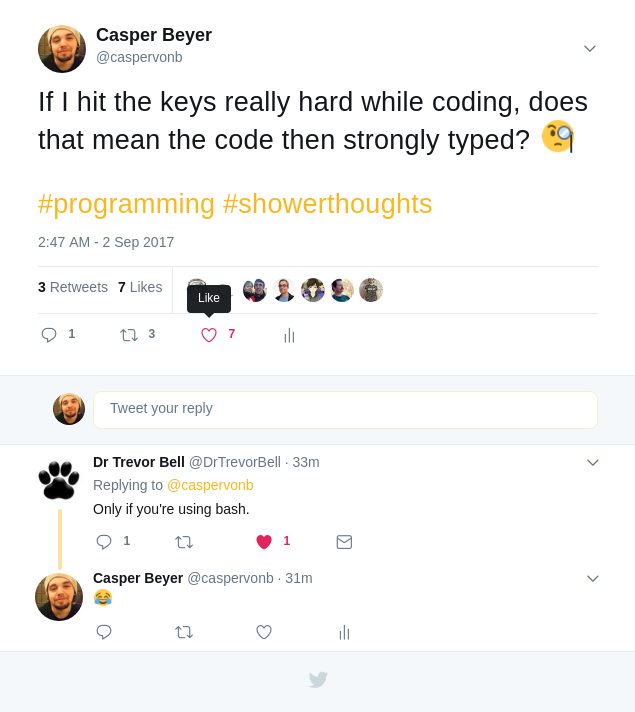 Casper Beyer
@caspervonb
If I hit the keys really hard while coding, does
that mean the code then strongly typed? 🧐
#programming #showerthoughts
2:47 AM - 2 Sep 2017
3 Retweets 7 Likes
Like
1 3 7
Tweet your reply
Dr Trevor Bell @DrTrevorBell · 33m
Replying to @caspervonb
Only if you're using bash.
1 1
Casper Beyer @caspervonb · 31m
😂